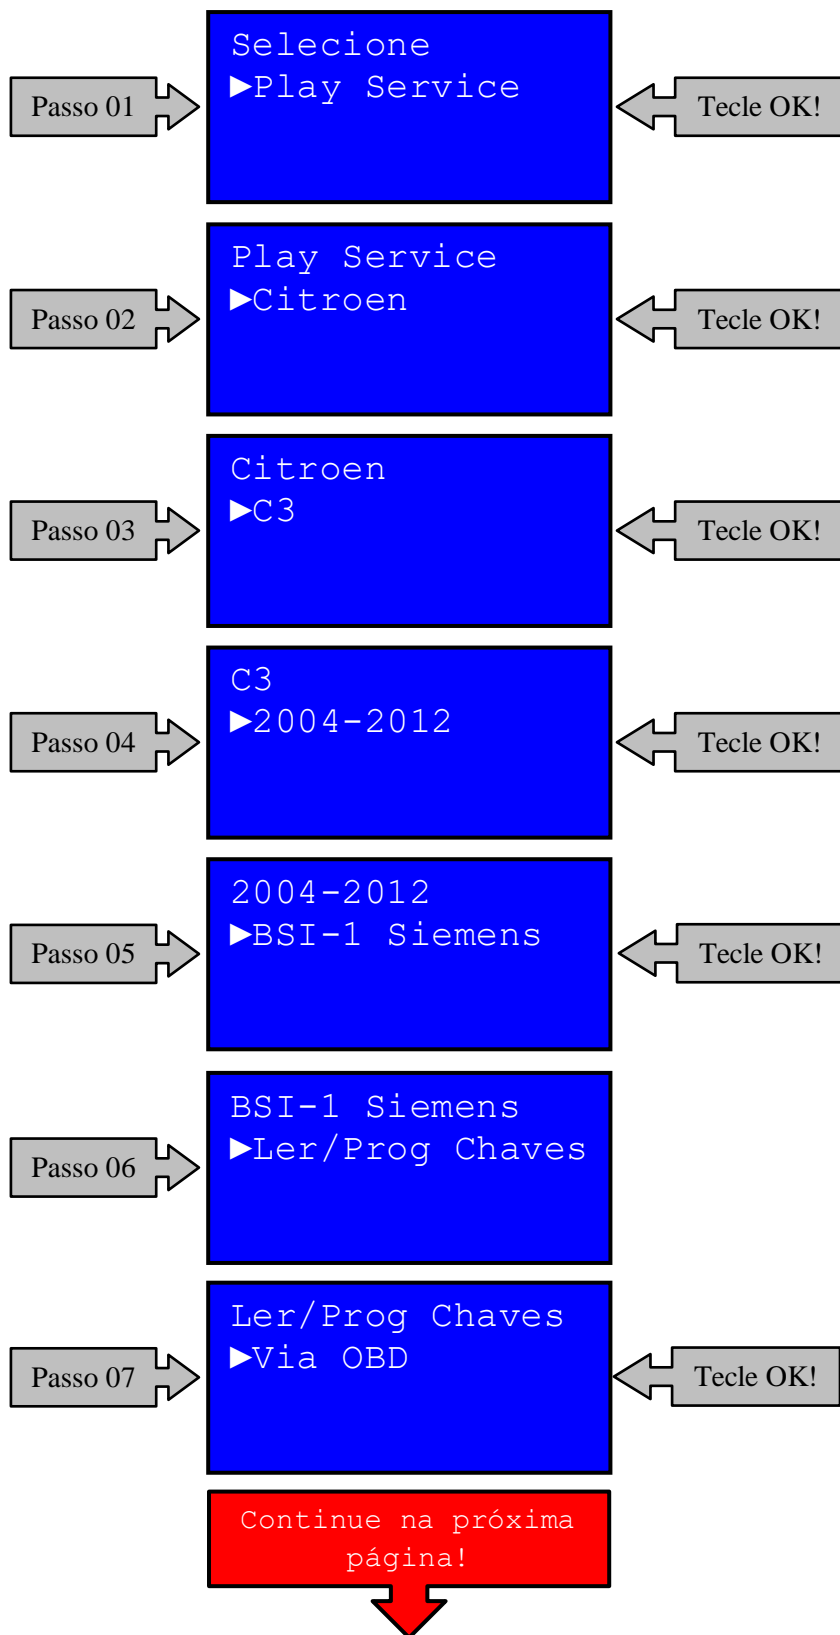 Selecione
►Play Service
Passo 01
Tecle OK!
Play Service
►Citroen
Passo 02
Tecle OK!
Citroen
►C3
Passo 03
Tecle OK!
C3
►2004-2012
Passo 04
Tecle OK!
2004-2012
►BSI-1 Siemens
Passo 05
Tecle OK!
BSI-1 Siemens
►Ler/Prog Chaves
Passo 06
Ler/Prog Chaves
►Via OBD
Passo 07
Tecle OK!
Continue na próxima
página!